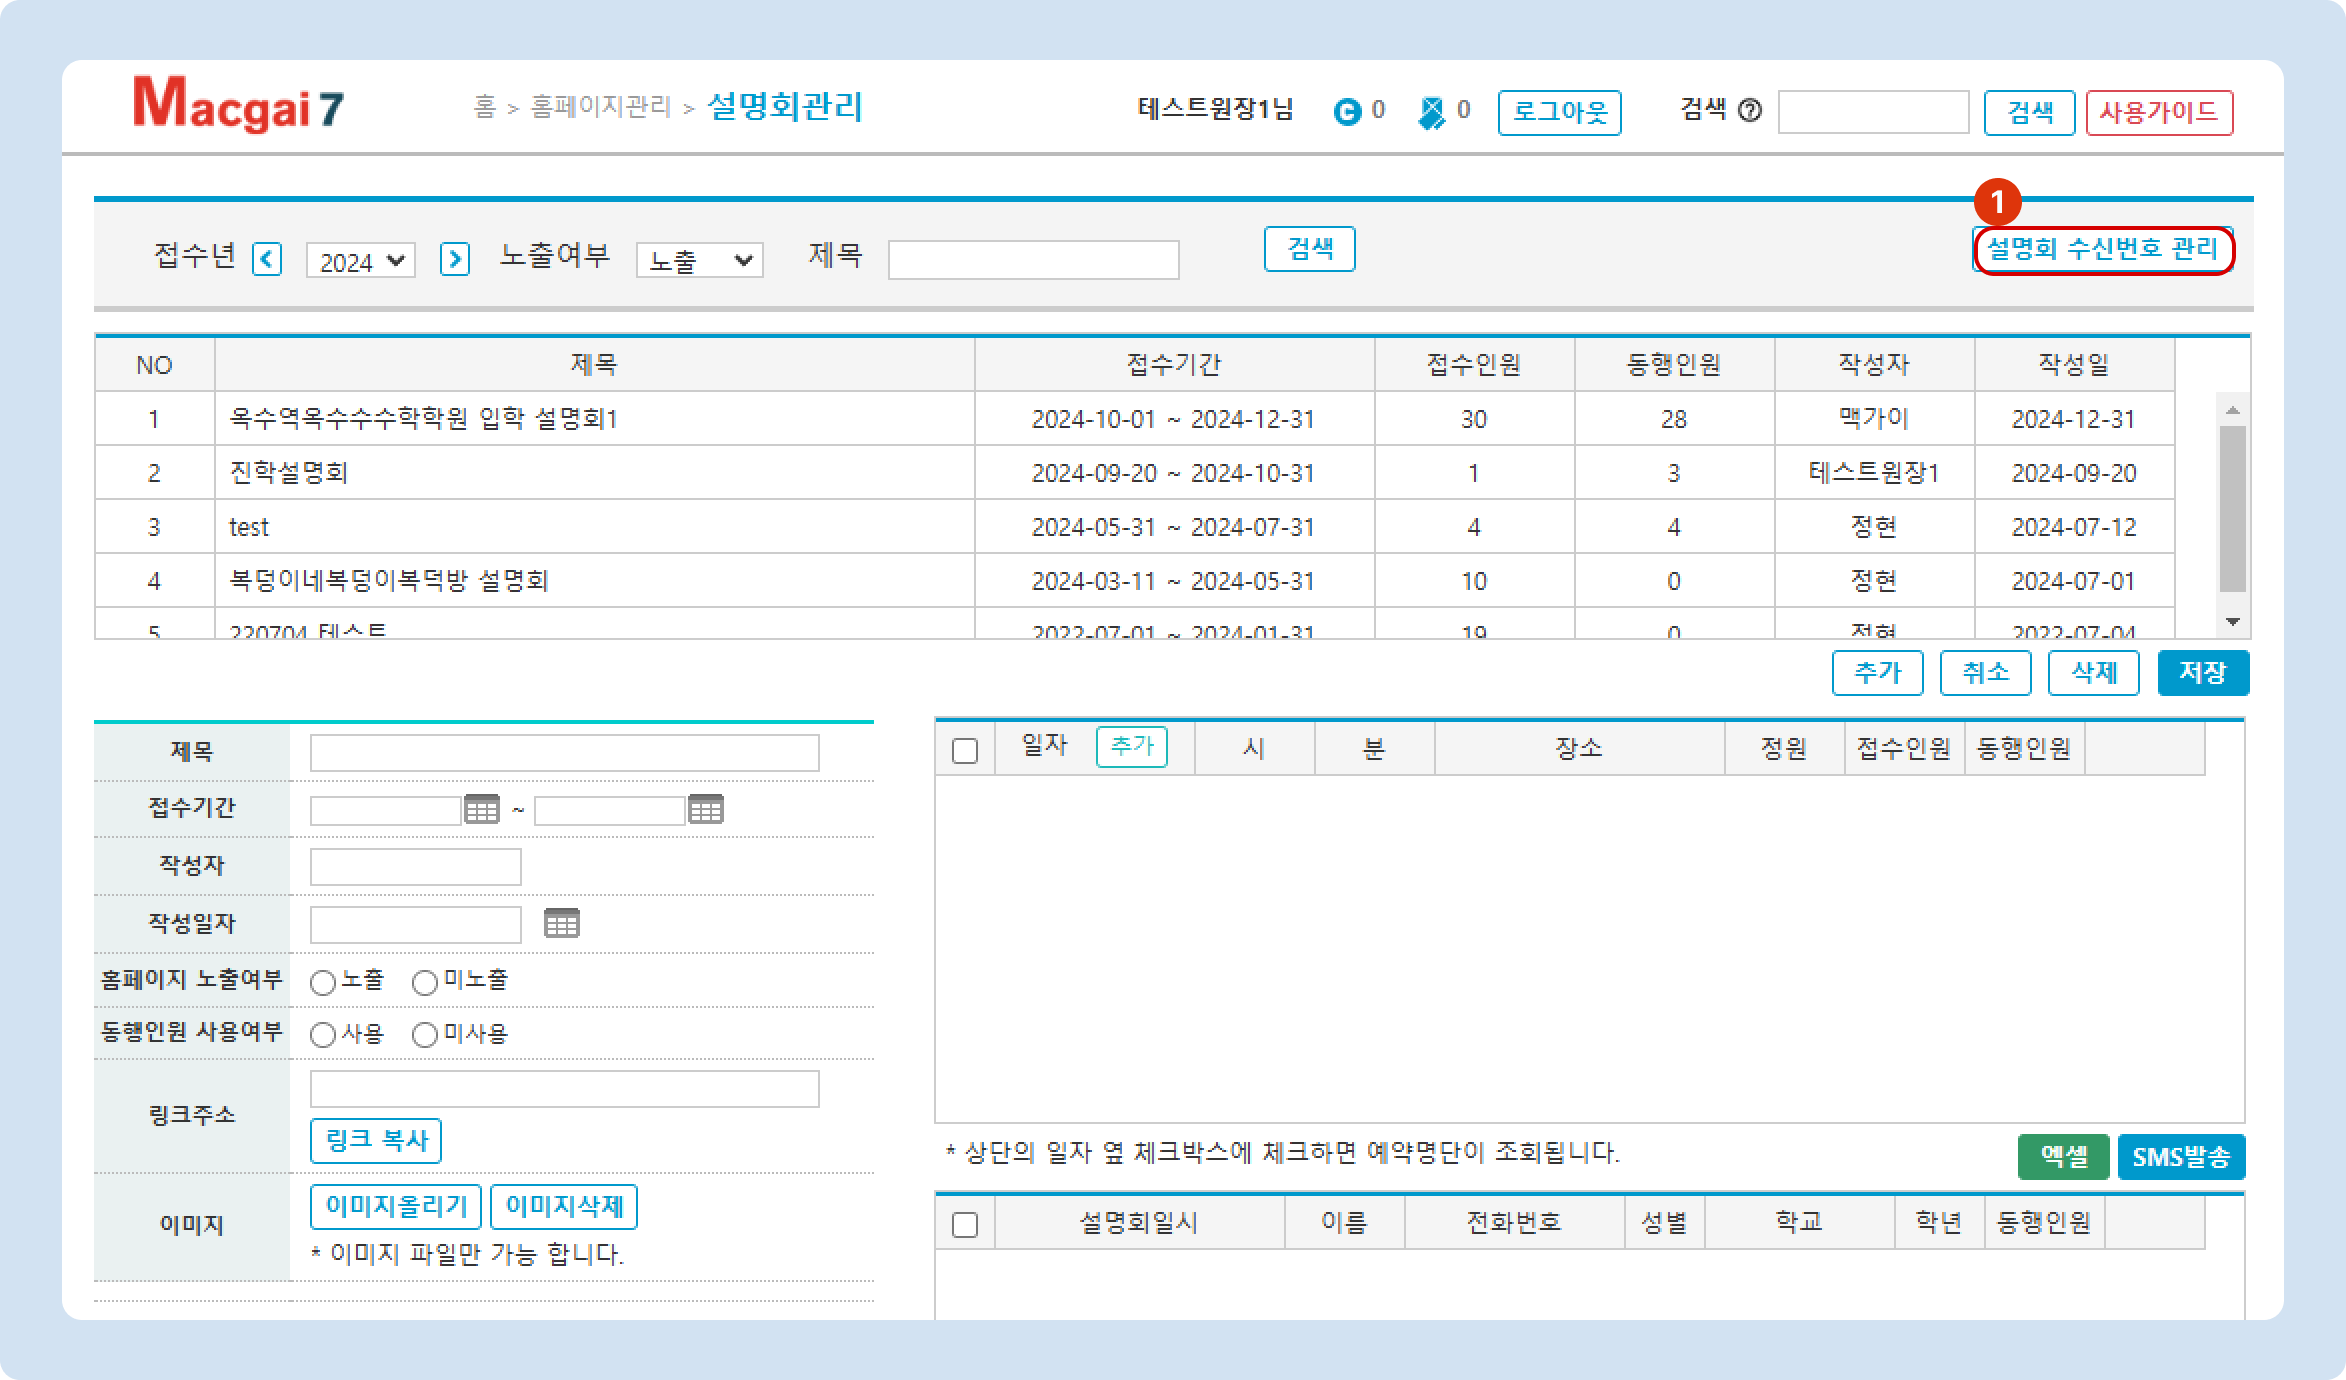 Macgai 7 홈 > 홈페이지관리 > 설명회관리 테스트원장1님 0 0 로그아웃 검색 ? 검색 사용가이드
1
접수년 < 2024 > 노출여부 노출 제목 검색 설명회 수신번호 관리
NO 제목 접수기간 접수인원 동행인원 작성자 작성일
1 옥수역옥수수수학학원 입학 설명회1 2024-10-01 ~ 2024-12-31 30 28 맥가이 2024-12-31
2 진학설명회 2024-09-20 ~ 2024-10-31 1 3 테스트원장1 2024-09-20
3 test 2024-05-31 ~ 2024-07-31 4 4 정현 2024-07-12
4 복덩이네복덩이복덕방 설명회 2024-03-11 ~ 2024-05-31 10 0 정현 2024-07-01
5 220704 테스트 2022-07-01 ~ 2024-01-31 19 0 정현 2022-07-04
추가 취소 삭제 저장
제목
접수기간 ~
작성자
작성일자
홈페이지 노출여부 노출 미노출
동행인원 사용여부 사용 미사용
링크주소
링크 복사
이미지 이미지올리기 이미지삭제
* 이미지 파일만 가능 합니다.
일자 추가 시 분 장소 정원 접수인원 동행인원
* 상단의 일자 옆 체크박스에 체크하면 예약명단이 조회됩니다. 엑셀 SMS발송
설명회일시 이름 전화번호 성별 학교 학년 동행인원